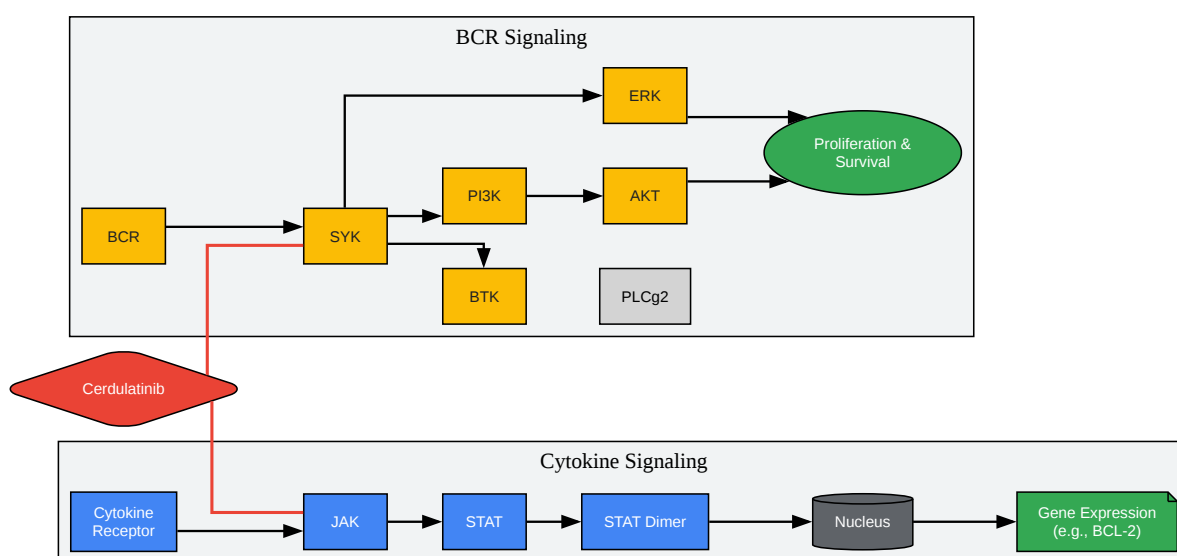 BCR Signaling
ERK
Proliferation &
Survival
PI3K
AKT
BCR
SYK
BTK
PLCg2
Cerdulatinib
Cytokine Signaling
Cytokine
Receptor
JAK
STAT
STAT Dimer
Nucleus
Gene Expression
(e.g., BCL-2)